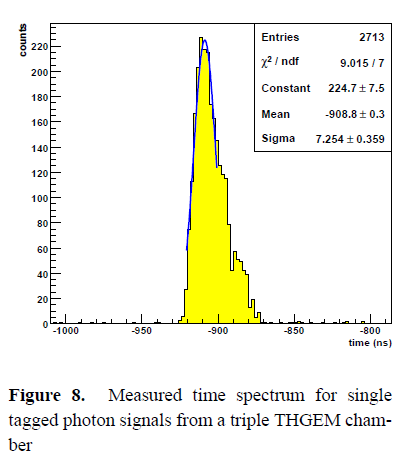 counts
Entries 2713
χ² / ndf 9.015 / 7
Constant 224.7 ± 7.5
Mean -908.8 ± 0.3
Sigma 7.254 ± 0.359
220
200
180
160
140
120
100
80
60
40
20
0
-1000 -950 -900 -850 -800
time (ns)
Figure 8. Measured time spectrum for single
tagged photon signals from a triple THGEM cham-
ber